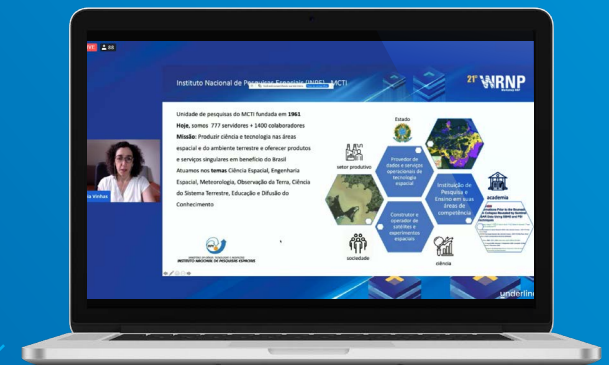 88
Instituto Nacional de Pesquisas Espaciais (INPE) - MCTI
21º WRNP
Unidade de pesquisas do MCTI fundada em 1961
Hoje, somos 777 servidores + 1400 colaboradores
Missão: Produzir ciência e tecnologia nas áreas
espacial e do ambiente terrestre e oferecer produtos
e serviços singulares em benefício do Brasil
Atuamos nos temas Ciência Espacial, Engenharia
Espacial, Meteorologia, Observação da Terra, Ciência
do Sistema Terrestre, Educação e Difusão do
Conhecimento
INSTITUTO NACIONAL DE PESQUISAS ESPACIAIS
Estado
setor produtivo
Provedor de
dados e serviços
operacionais de
tecnologia
espacial
Instituição de
Pesquisa e
Ensino em suas
áreas de
competência
academia
Construtor e
operador de
satélites e
experimentos
espaciais
sociedade
ciência
Vinhas
underline